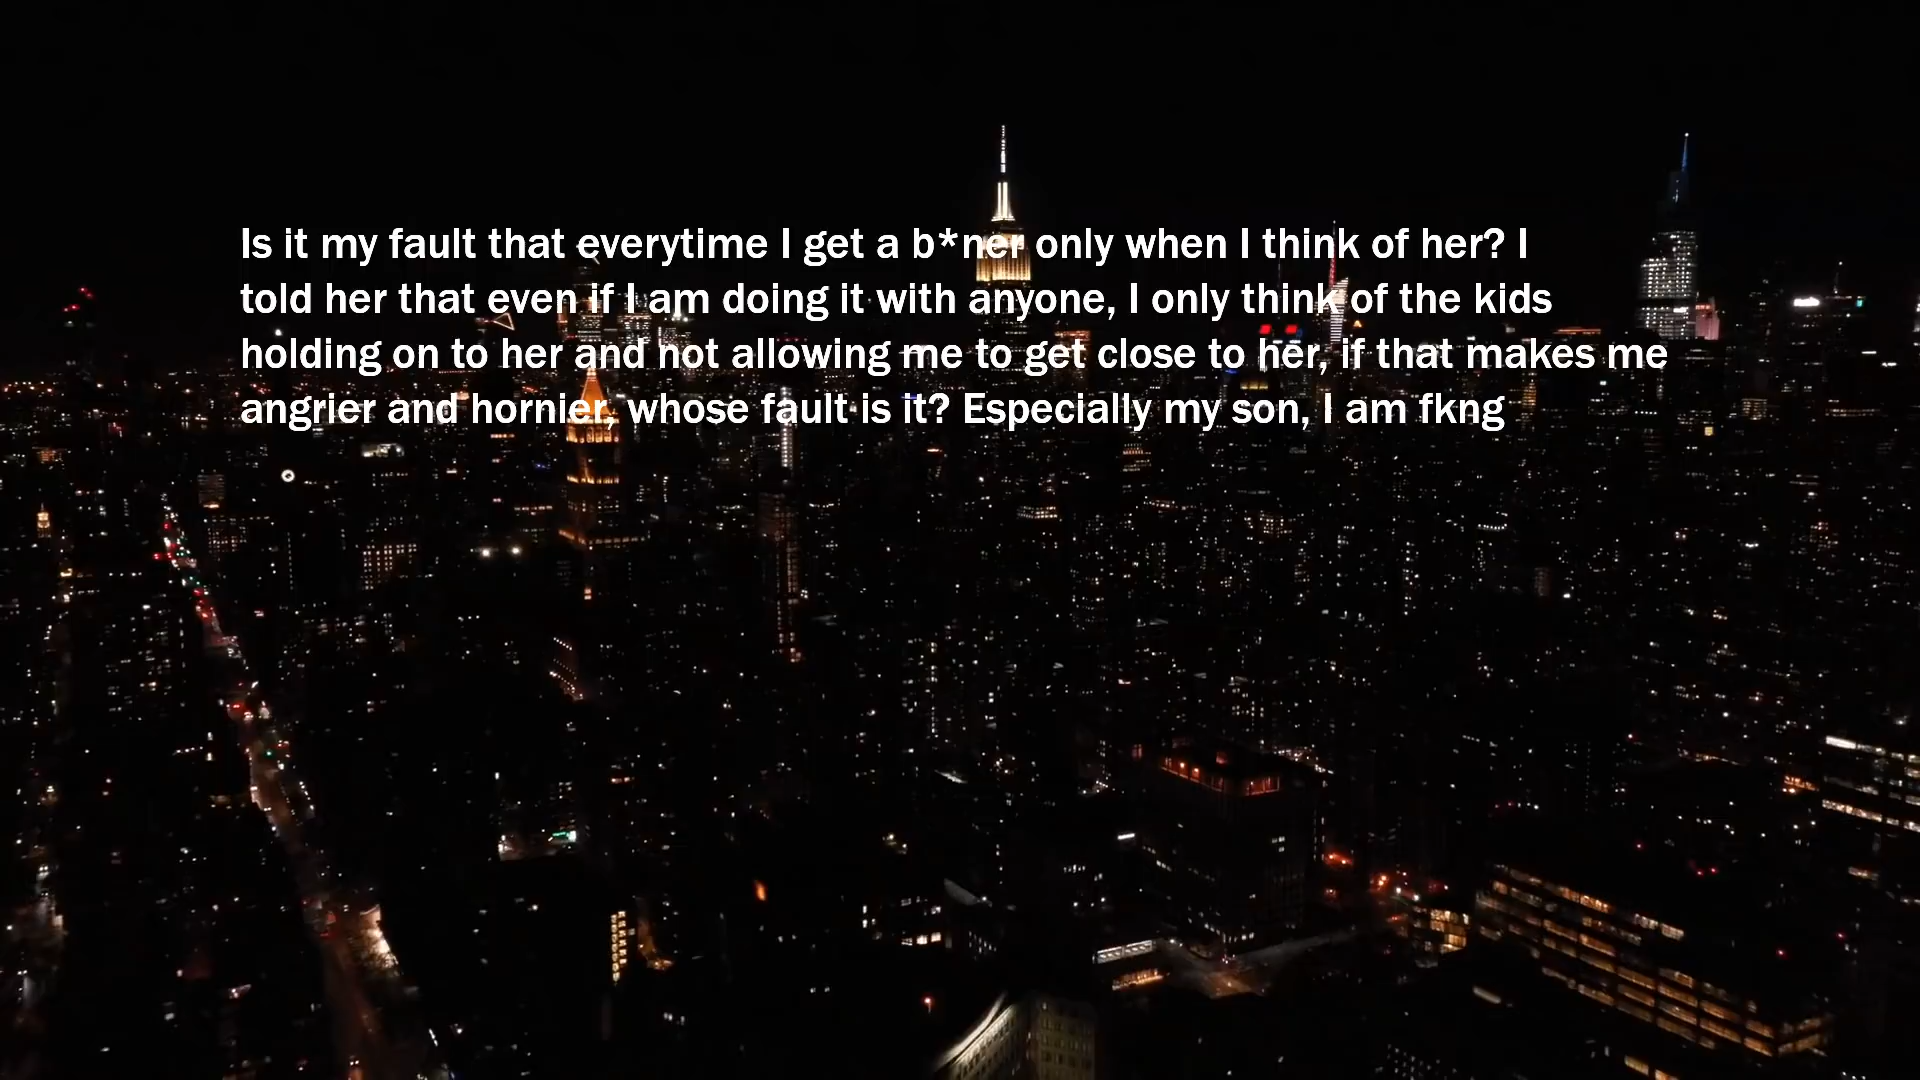 Is it my fault that everytime I get a b*ner only when I think of her? I
told her that even if I am doing it with anyone, I only think of the kids
holding on to her and not allowing me to get close to her, if that makes me
angrier and hornier, whose fault is it? Especially my son, I am fkng